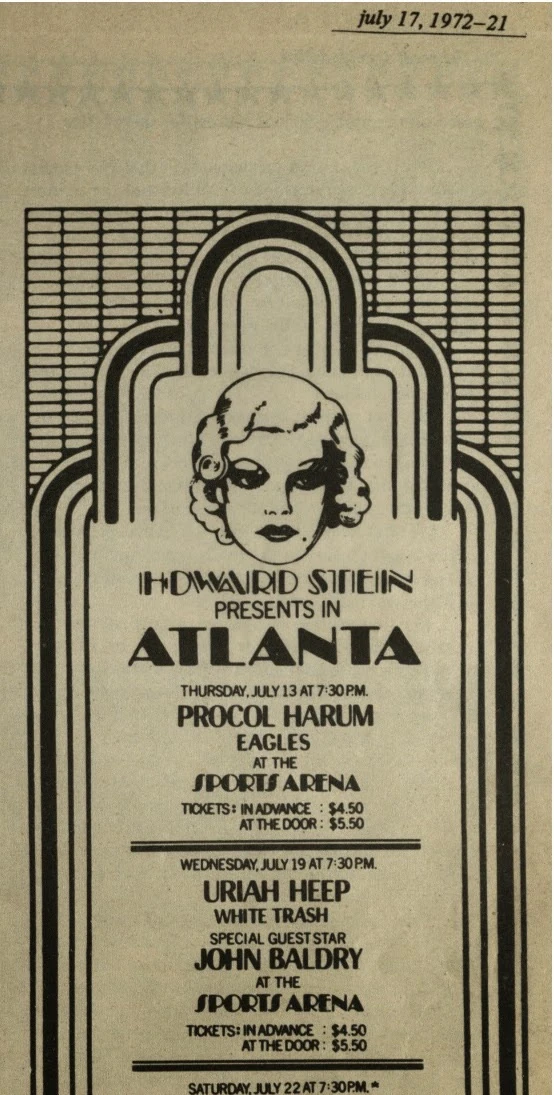 july 17, 1972–21
HOWARD STEIN
PRESENTS IN
ATLANTA
THURSDAY, JULY 13 AT 7:30 P.M.
PROCOL HARUM
EAGLES
AT THE
SPORTS ARENA
TICKETS: IN ADVANCE : $4.50
AT THE DOOR : $5.50
WEDNESDAY, JULY 19 AT 7:30 P.M.
URIAH HEEP
WHITE TRASH
SPECIAL GUEST STAR
JOHN BALDRY
AT THE
SPORTS ARENA
TICKETS: IN ADVANCE : $4.50
AT THE DOOR : $5.50
SATURDAY, JULY 22 AT 7:30 P.M. *